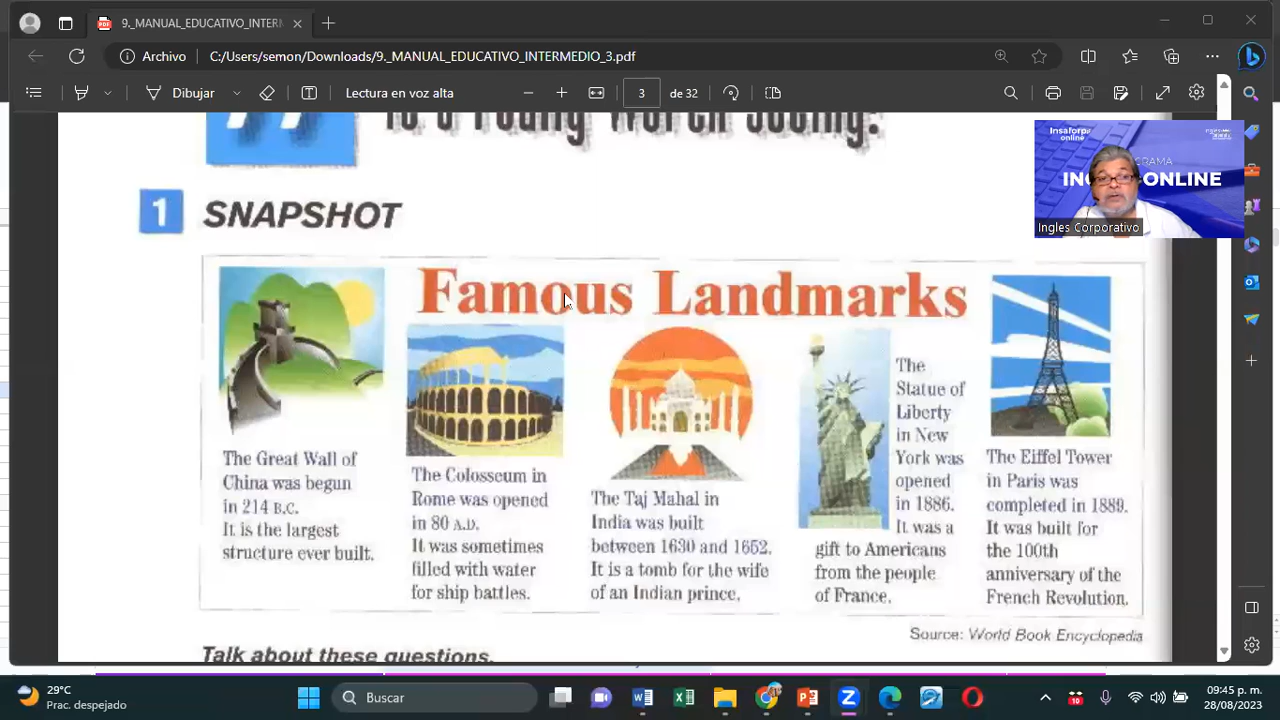 9._MANUAL_EDUCATIVO_INTERM
Archivo
C:/Users/semon/Downloads/9._MANUAL_EDUCATIVO_INTERMEDIO_3.pdf
Dibujar
Lectura en voz alta
3
de 32
Insaforp
online
INGLES ONLINE
Ingles Corporativo
is a Really Worth Seeing!
1 SNAPSHOT
Famous Landmarks
The Great Wall of
China was begun
in 214 B.C.
It is the largest
structure ever built.
The Colosseum in
Rome was opened
in 80 A.D.
It was sometimes
filled with water
for ship battles.
The Taj Mahal in
India was built
between 1630 and 1652.
It is a tomb for the wife
of an Indian prince.
The
Statue of
Liberty
in New
York was
opened
in 1886.
It was a
gift to Americans
from the people
of France.
The Eiffel Tower
in Paris was
completed in 1889.
It was built for
the 100th
anniversary of the
French Revolution.
Source: World Book Encyclopedia
Talk about these questions.
29°C
Prac. despejado
Buscar
09:45 p. m.
28/08/2023